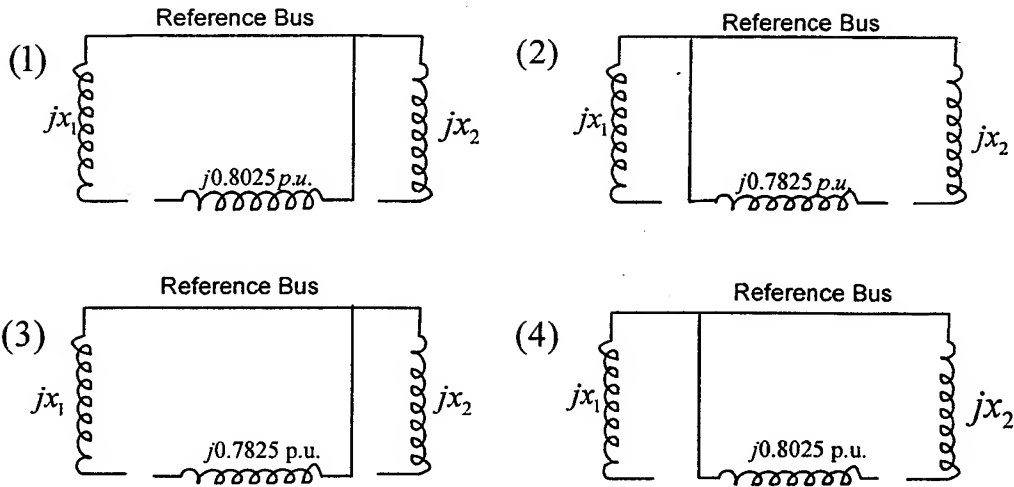 Reference Bus
(1)
jx₁
j0.8025 p.u.
jx₂
Reference Bus
(2)
jx₁
j0.7825 p.u.
jx₂
Reference Bus
(3)
jx₁
j0.7825 p.u.
jx₂
Reference Bus
(4)
jx₁
j0.8025 p.u.
jx₂